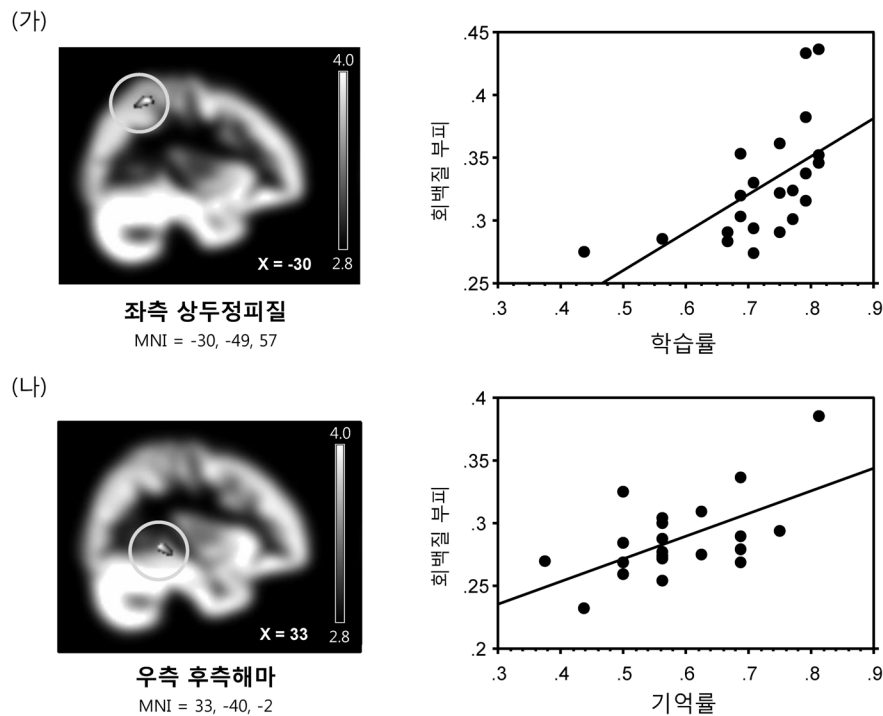 (가)
4.0
X = -30
2.8
좌측 상두정피질
MNI = -30, -49, 57
회백질 부피
.45
.4
.35
.3
.25
.3 .4 .5 .6 .7 .8 .9
학습률
(나)
4.0
X = 33
2.8
우측 후측해마
MNI = 33, -40, -2
회백질 부피
.4
.35
.3
.25
.2
.3 .4 .5 .6 .7 .8 .9
기억률